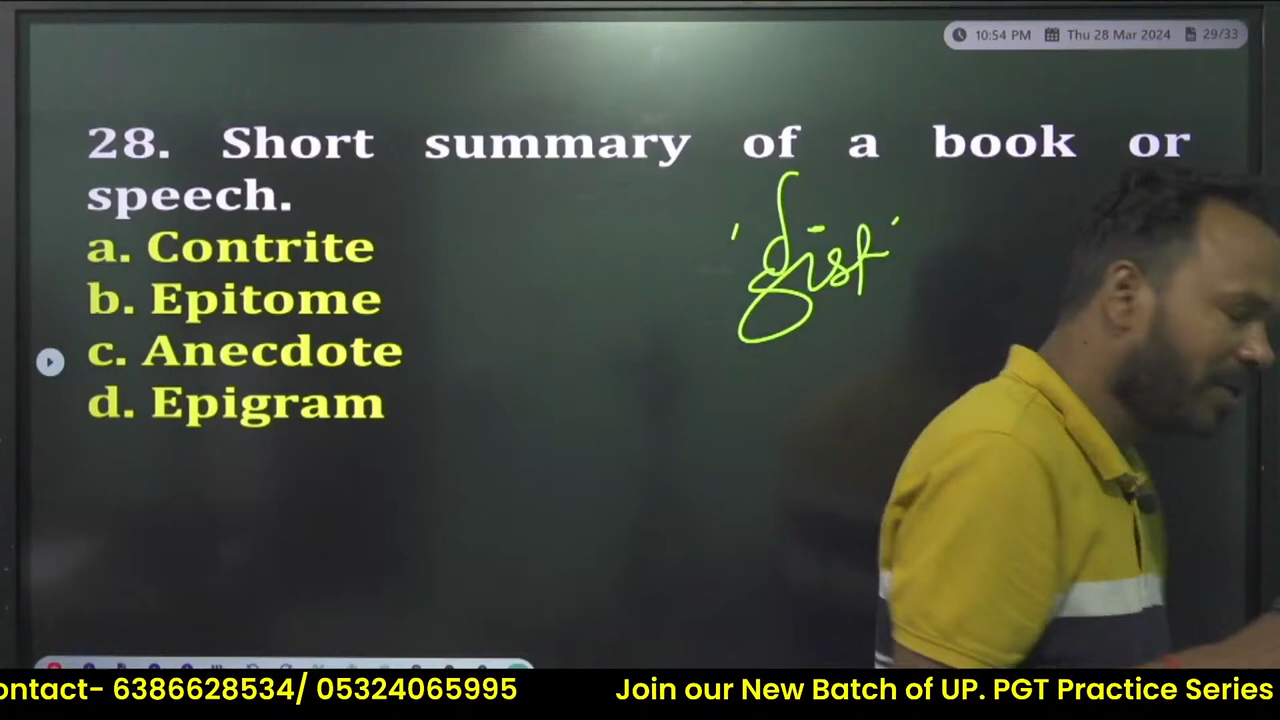 10:54 PM Thu 28 Mar 2024 29/33
28. Short summary of a book or
speech.
'gist'
a. Contrite
b. Epitome
c. Anecdote
d. Epigram
ontact- 6386628534/ 05324065995 Join our New Batch of UP. PGT Practice Series